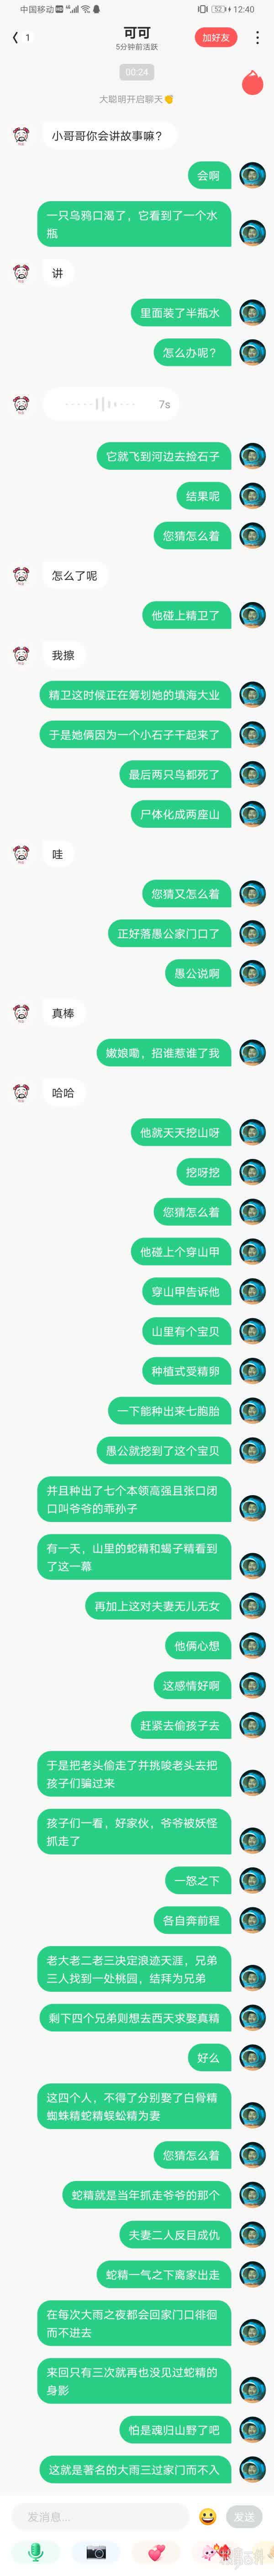 中国移动 HD 4G 52 12:40
1
可可
5分钟前活跃
加好友
00:24
大聪明开启聊天👏
小哥哥你会讲故事嘛?
会啊
一只乌鸦口渴了，它看到了一个水
瓶
讲
里面装了半瓶水
怎么办呢?
7s
它就飞到河边去捡石子
结果呢
您猜怎么着
怎么了呢
他碰上精卫了
我擦
精卫这时候正在筹划她的填海大业
于是她俩因为一个小石子干起来了
最后两只鸟都死了
尸体化成两座山
哇
您猜又怎么着
正好落愚公家门口了
愚公说啊
真棒
嫩娘嘞，招谁惹谁了我
哈哈
他就天天挖山呀
挖呀挖
您猜怎么着
他碰上个穿山甲
穿山甲告诉他
山里有个宝贝
种植式受精卵
一下能种出来七胞胎
愚公就挖到了这个宝贝
并且种出了七个本领高强且张口闭
口叫爷爷的乖孙子
有一天，山里的蛇精和蝎子精看到
了这一幕
再加上这对夫妻无儿无女
他俩心想
这感情好啊
赶紧去偷孩子去
于是把老头偷走了并挑唆老头去把
孩子们骗过来
孩子们一看，好家伙，爷爷被妖怪
抓走了
一怒之下
各自奔前程
老大老二老三决定浪迹天涯，兄弟
三人找到一处桃园，结拜为兄弟
剩下四个兄弟则想去西天求娶真精
好么
这四个人，不得了分别娶了白骨精
蜘蛛精蛇精蜈蚣精为妻
您猜怎么着
蛇精就是当年抓走爷爷的那个
夫妻二人反目成仇
蛇精一气之下离家出走
在每次大雨之夜都会回家门口徘徊
而不进去
来回只有三次就再也没见过蛇精的
身影
怕是魂归山野了吧
这就是著名的大雨三过家门而不入
发消息...
发送